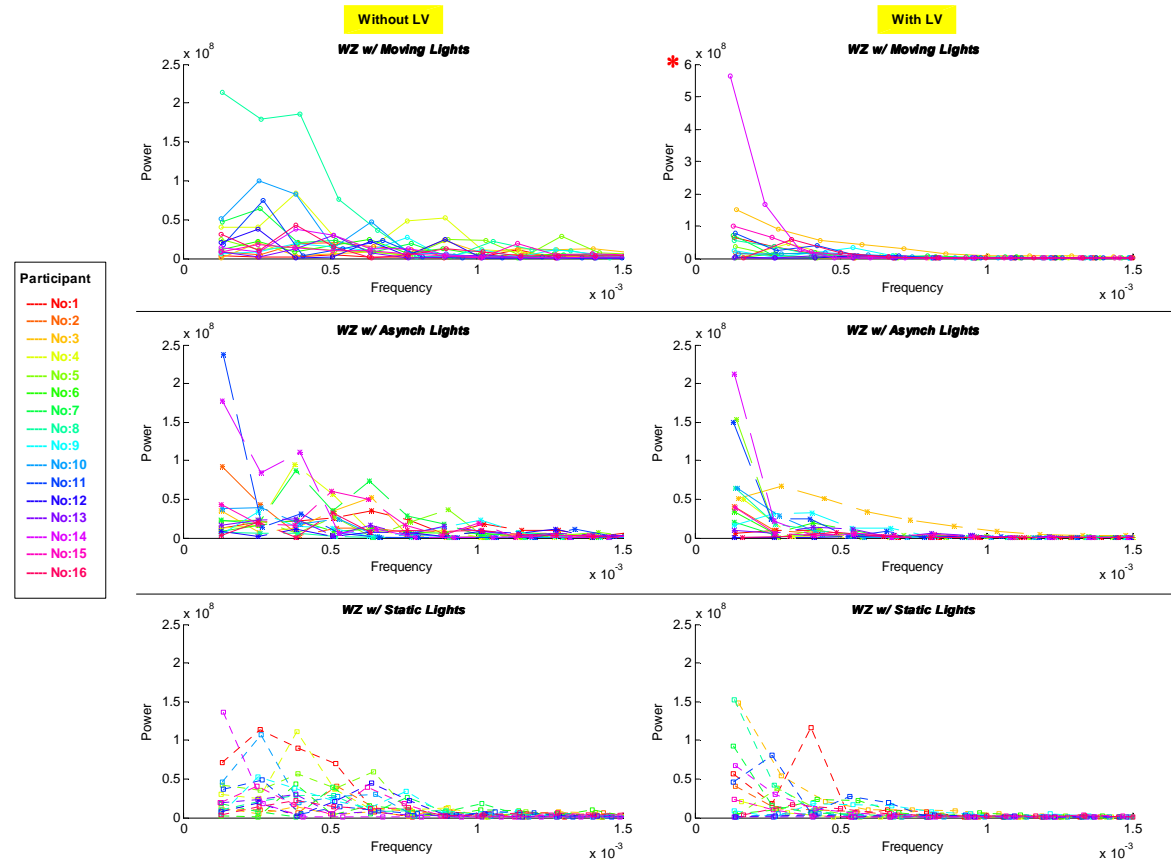 Without LV
With LV
x 10^8
WZ w/ Moving Lights
x 10^8
WZ w/ Moving Lights
*
2.5
2
1.5
1
0.5
0
Power
0
0.5
1
1.5
Frequency
x 10^-3
6
5
4
3
2
1
0
Power
0
0.5
1
1.5
Frequency
x 10^-3
Participant
----- No:1
----- No:2
----- No:3
----- No:4
----- No:5
----- No:6
----- No:7
----- No:8
----- No:9
----- No:10
----- No:11
----- No:12
----- No:13
----- No:14
----- No:15
----- No:16
x 10^8
WZ w/ Asynch Lights
2.5
2
1.5
1
0.5
0
Power
0
0.5
1
1.5
Frequency
x 10^-3
x 10^8
WZ w/ Asynch Lights
2.5
2
1.5
1
0.5
0
Power
0
0.5
1
1.5
Frequency
x 10^-3
x 10^8
WZ w/ Static Lights
2.5
2
1.5
1
0.5
0
Power
0
0.5
1
1.5
Frequency
x 10^-3
x 10^8
WZ w/ Static Lights
2.5
2
1.5
1
0.5
0
Power
0
0.5
1
1.5
Frequency
x 10^-3